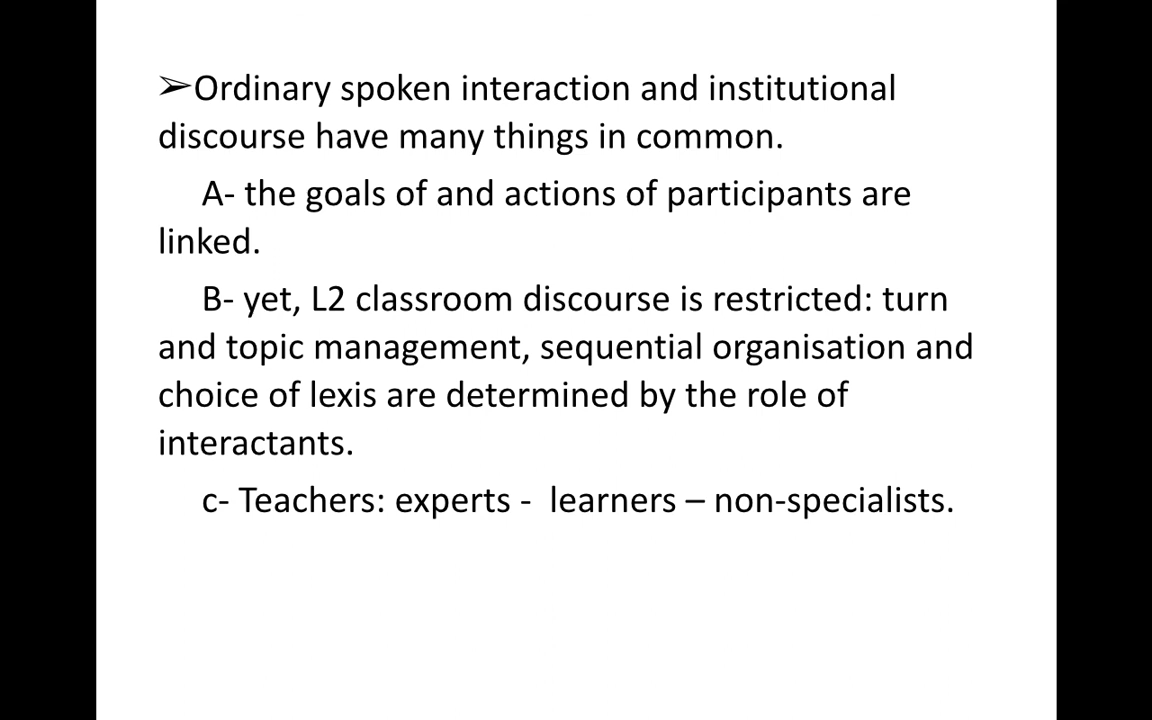 ➢Ordinary spoken interaction and institutional
discourse have many things in common.
A- the goals of and actions of participants are
linked.
B- yet, L2 classroom discourse is restricted: turn
and topic management, sequential organisation and
choice of lexis are determined by the role of
interactants.
c- Teachers: experts -  learners – non-specialists.